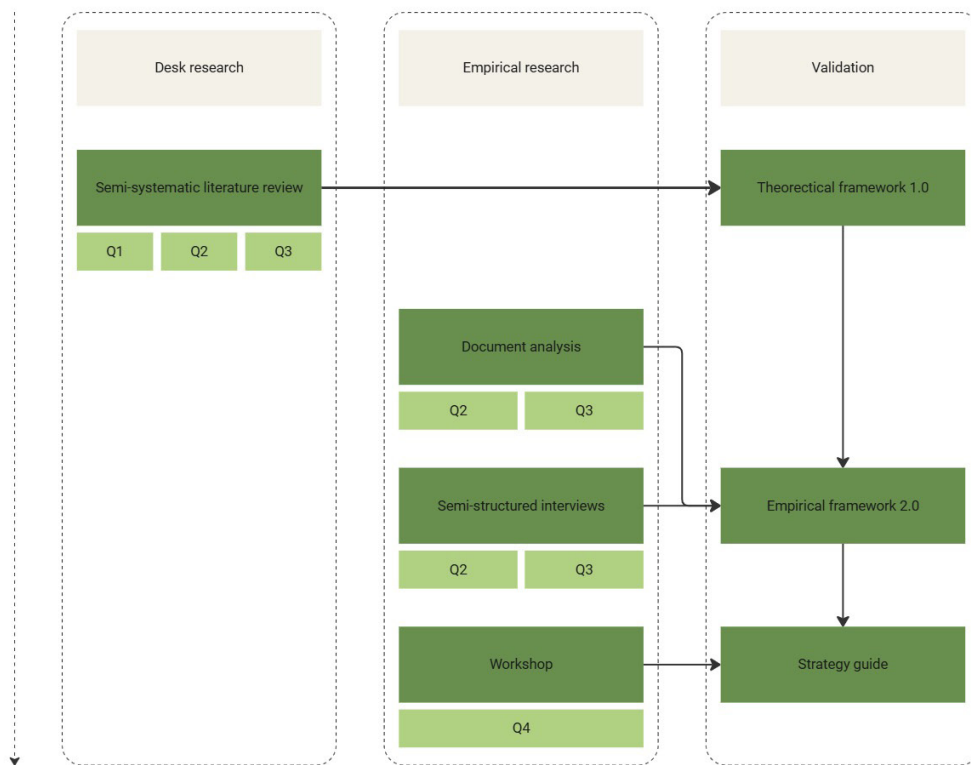 Desk research
Empirical research
Validation
Semi-systematic literature review
Theorectical framework 1.0
Q1
Q2
Q3
Document analysis
Q2
Q3
Semi-structured interviews
Empirical framework 2.0
Q2
Q3
Workshop
Strategy guide
Q4